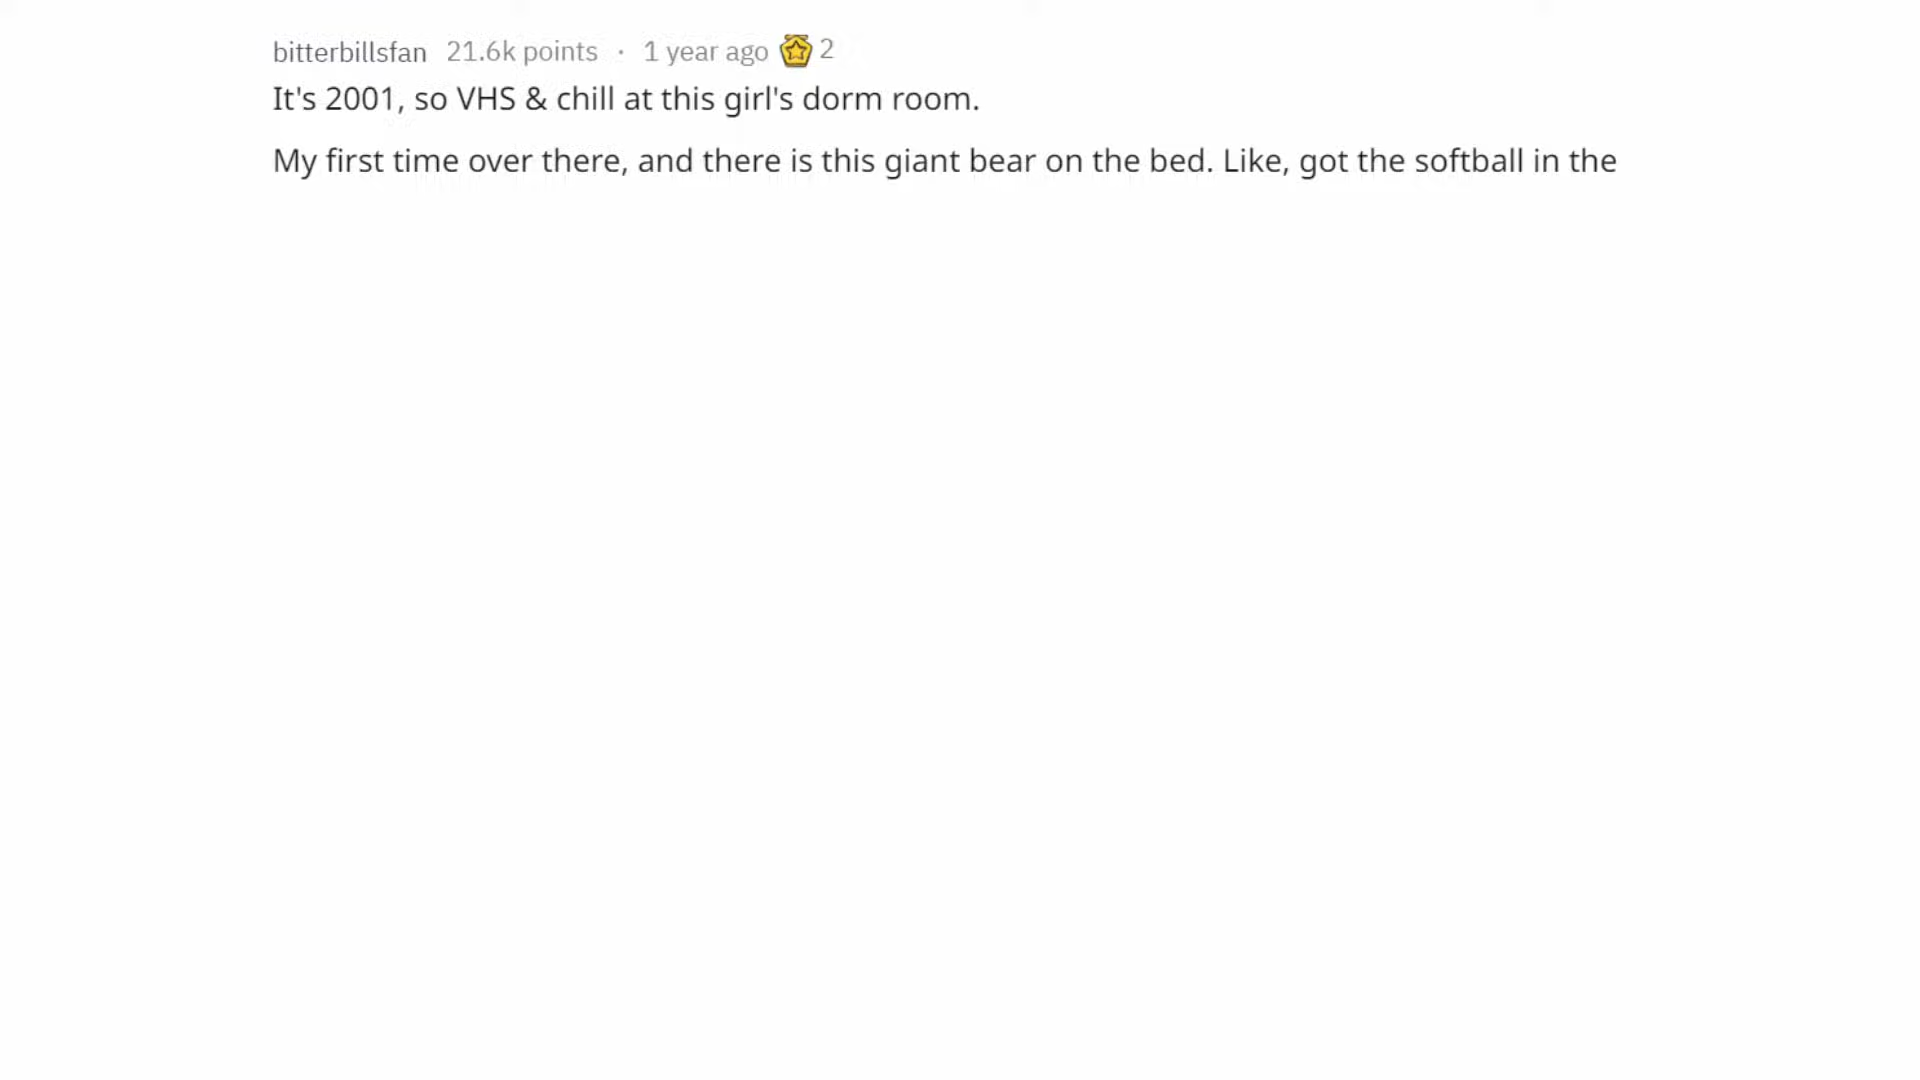 bitterbillsfan 21.6k points · 1 year ago 2
It's 2001, so VHS & chill at this girl's dorm room.
My first time over there, and there is this giant bear on the bed. Like, got the softball in the